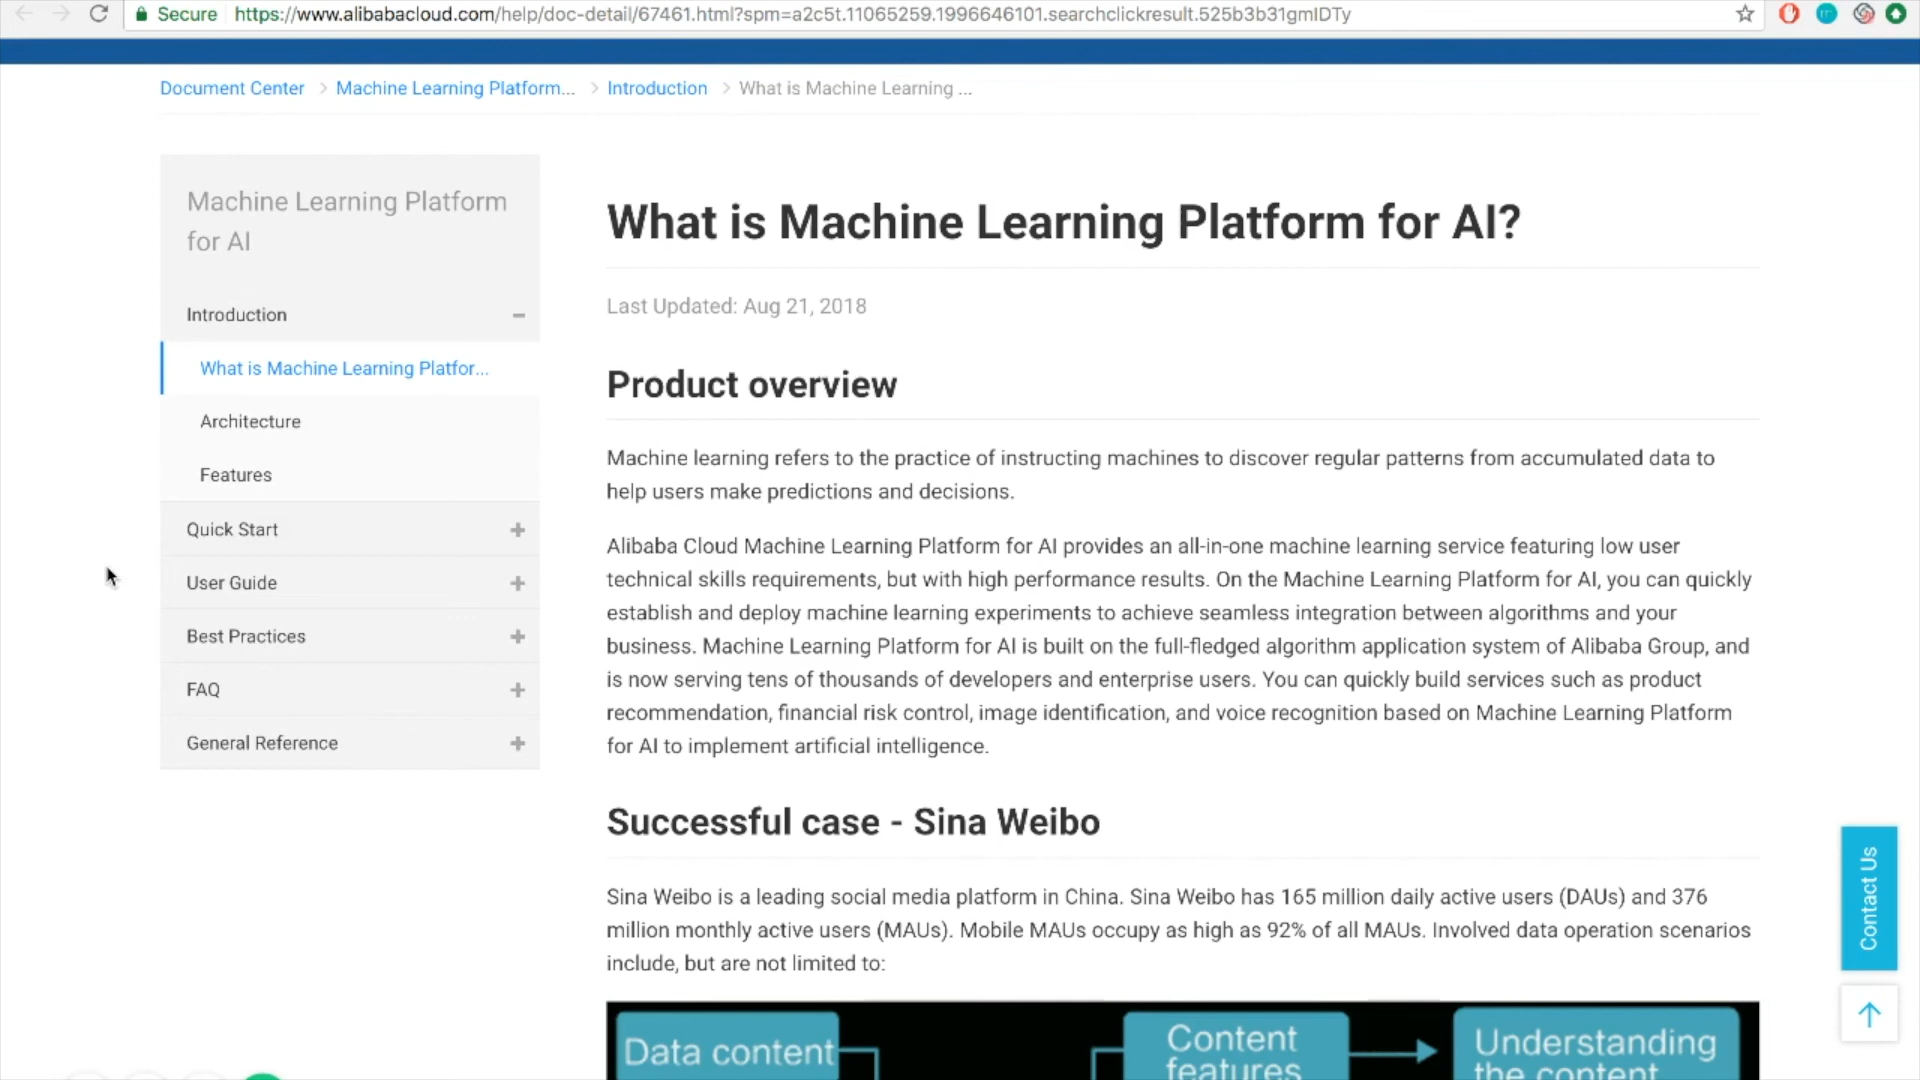 Secure https://www.alibabacloud.com/help/doc-detail/67461.html?spm=a2c5t.11065259.1996646101.searchclickresult.525b3b31gmIDTy
Document Center > Machine Learning Platform... > Introduction > What is Machine Learning ...
Machine Learning Platform
for AI
Introduction
What is Machine Learning Platfor...
Architecture
Features
Quick Start
User Guide
Best Practices
FAQ
General Reference
What is Machine Learning Platform for AI?
Last Updated: Aug 21, 2018
Product overview
Machine learning refers to the practice of instructing machines to discover regular patterns from accumulated data to
help users make predictions and decisions.
Alibaba Cloud Machine Learning Platform for AI provides an all-in-one machine learning service featuring low user
technical skills requirements, but with high performance results. On the Machine Learning Platform for AI, you can quickly
establish and deploy machine learning experiments to achieve seamless integration between algorithms and your
business. Machine Learning Platform for AI is built on the full-fledged algorithm application system of Alibaba Group, and
is now serving tens of thousands of developers and enterprise users. You can quickly build services such as product
recommendation, financial risk control, image identification, and voice recognition based on Machine Learning Platform
for AI to implement artificial intelligence.
Successful case - Sina Weibo
Sina Weibo is a leading social media platform in China. Sina Weibo has 165 million daily active users (DAUs) and 376
million monthly active users (MAUs). Mobile MAUs occupy as high as 92% of all MAUs. Involved data operation scenarios
include, but are not limited to:
Data content
Content
features
Understanding
the content
Contact Us